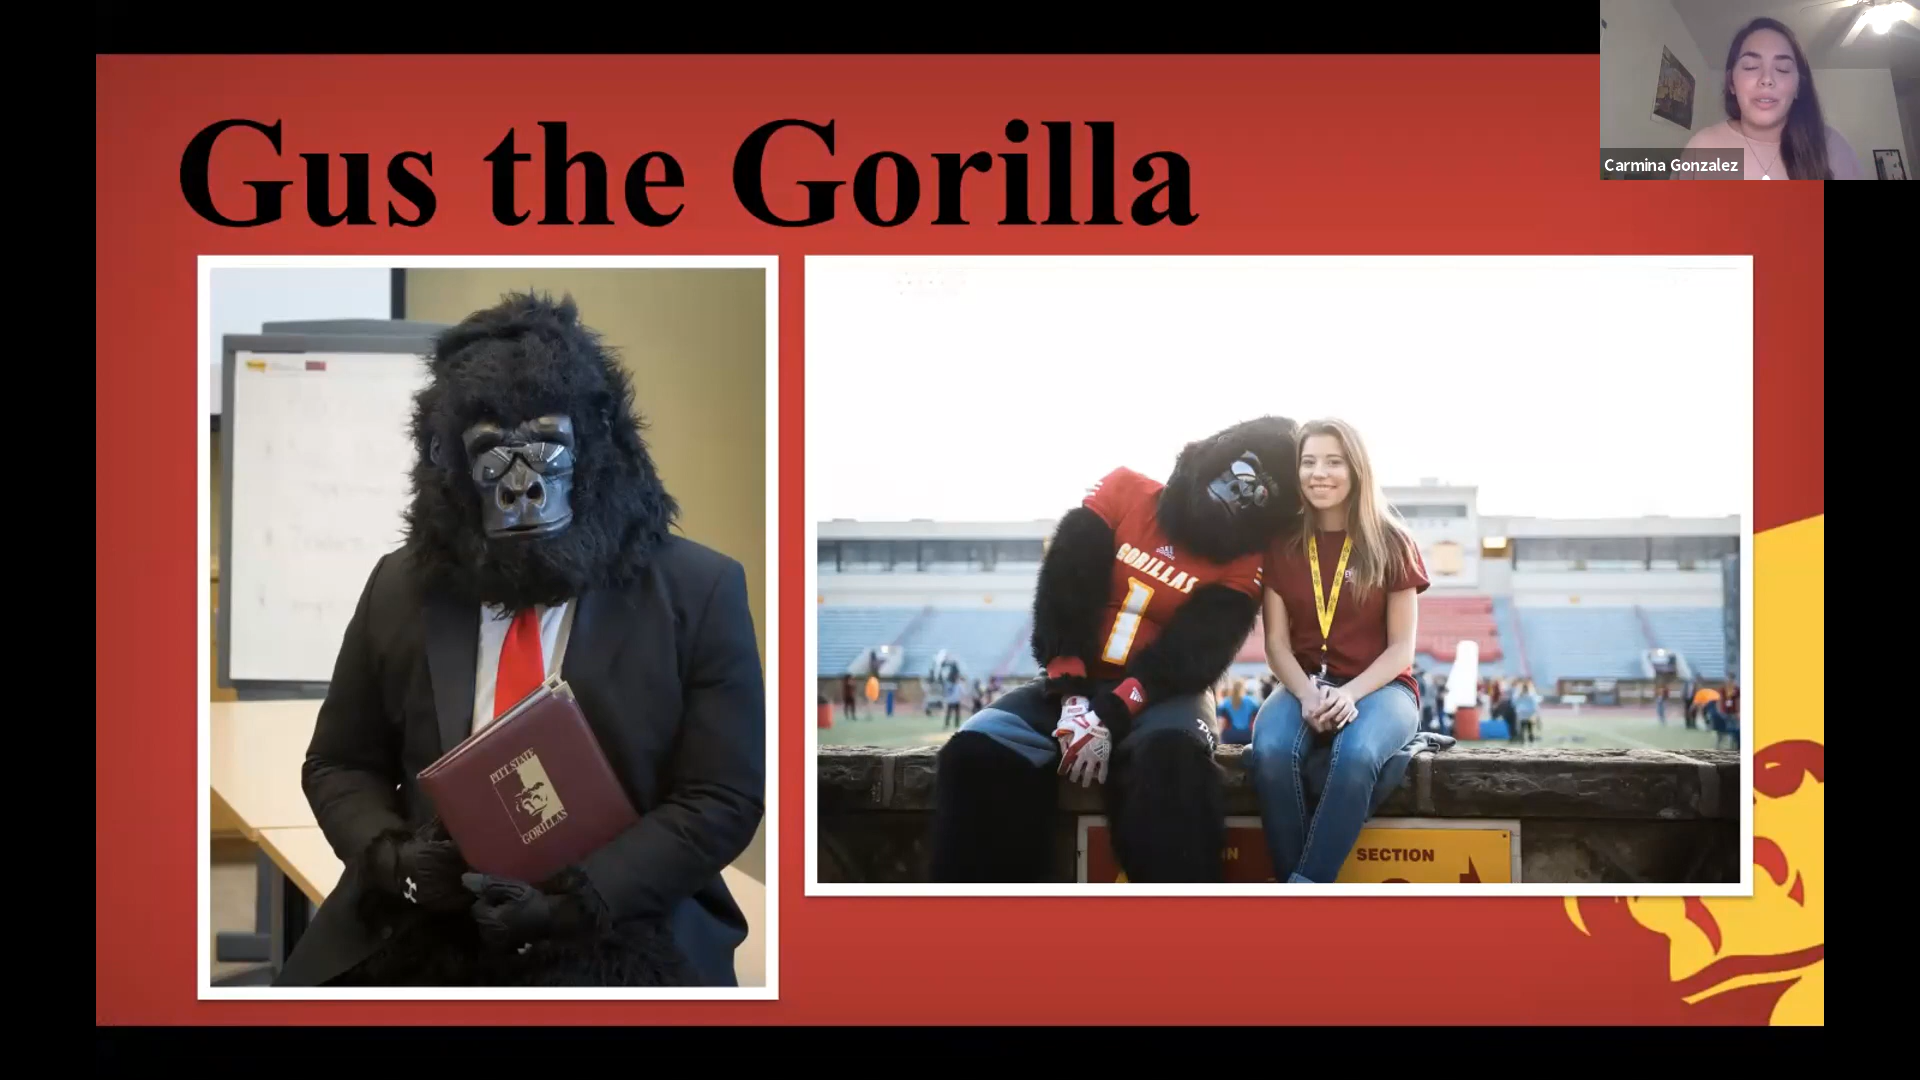 Gus the Gorilla
Carmina Gonzalez
PITT STATE
GORILLAS
GORILLAS
1
SECTION